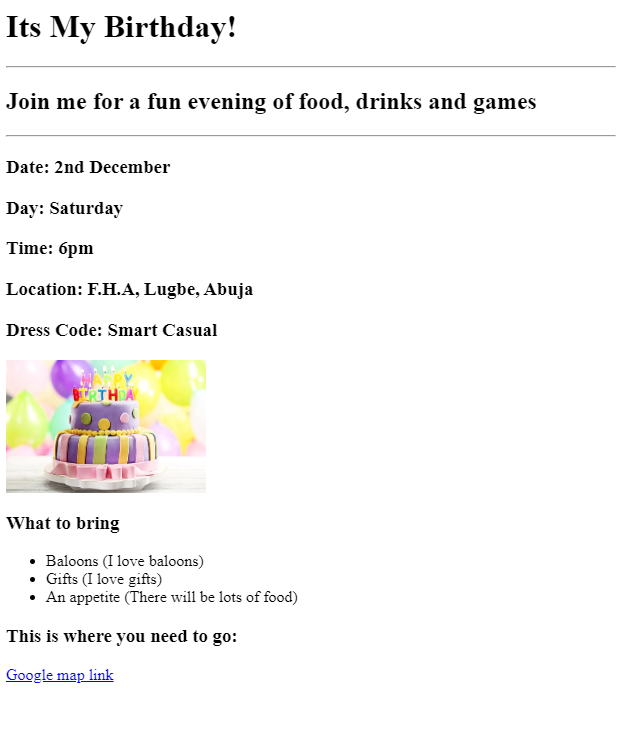 Its My Birthday!
Join me for a fun evening of food, drinks and games
Date: 2nd December
Day: Saturday
Time: 6pm
Location: F.H.A, Lugbe, Abuja
Dress Code: Smart Casual
HAPPY
BIRTHDAY
What to bring
Baloons (I love baloons)
Gifts (I love gifts)
An appetite (There will be lots of food)
This is where you need to go:
Google map link